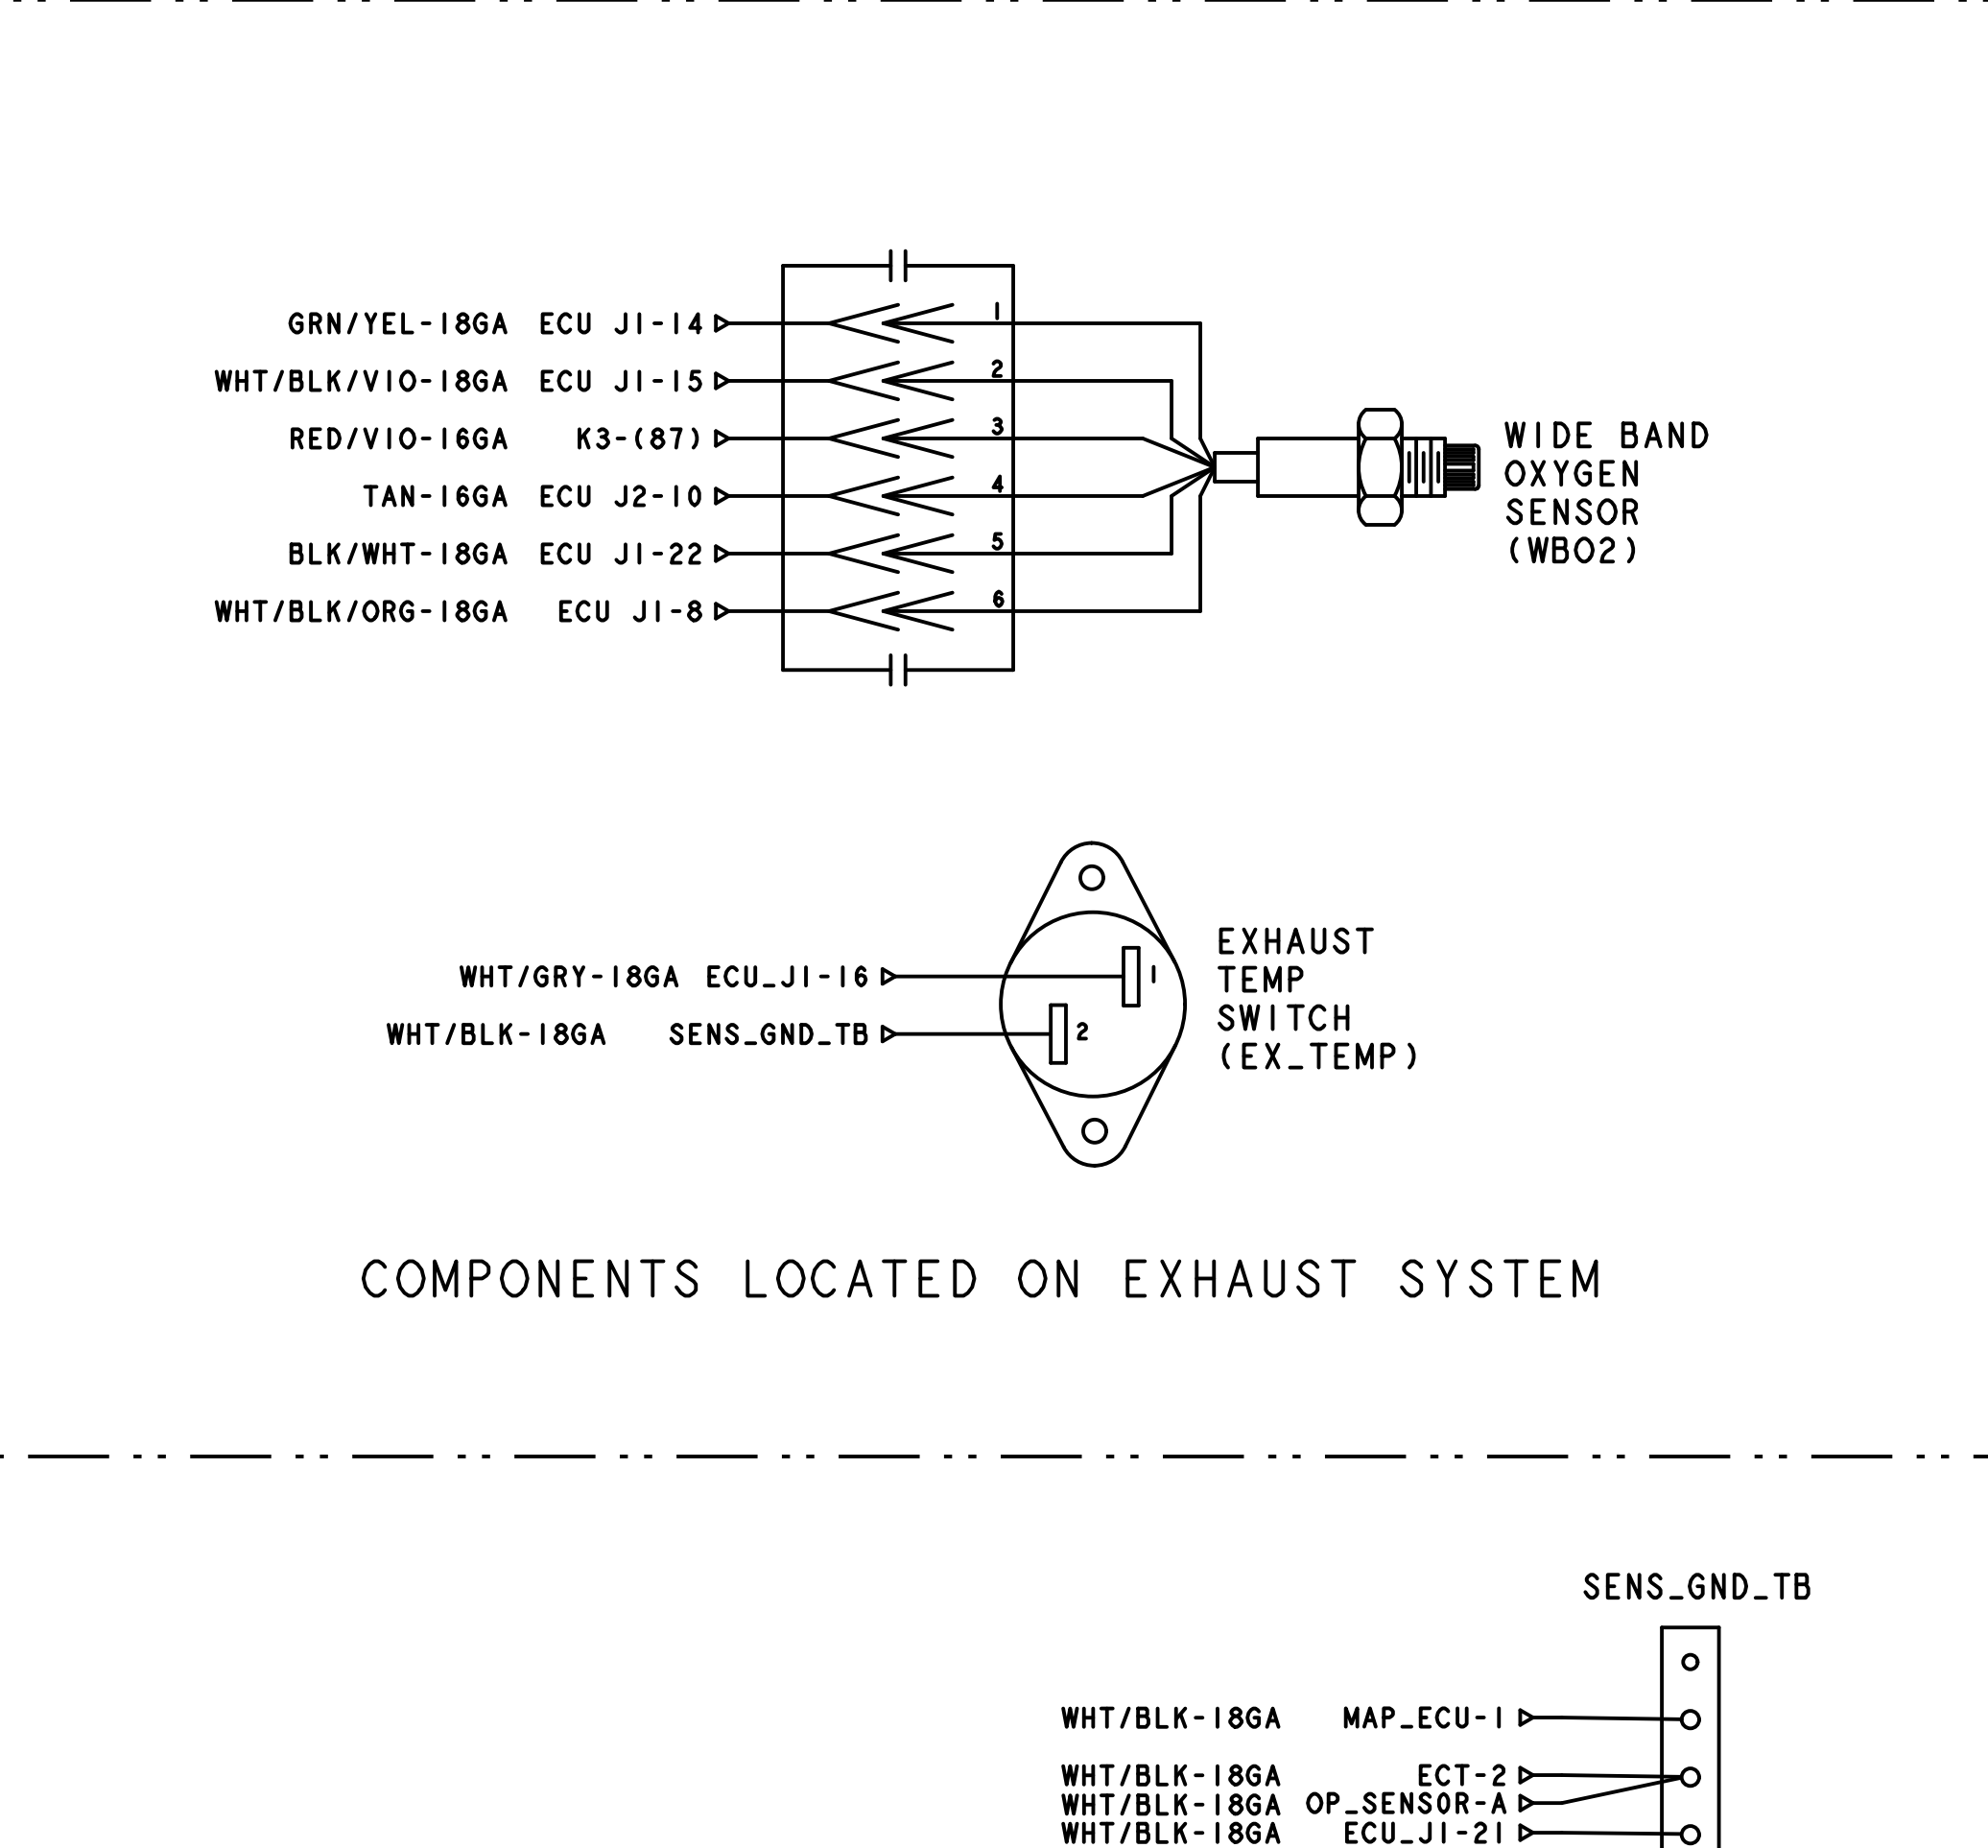 GRN/YEL-18GA ECU J1-14 1
WHT/BLK/VIO-18GA ECU J1-15 2
RED/VIO-16GA K3-(87) 3
TAN-16GA ECU J2-10 4
BLK/WHT-18GA ECU J1-22 5
WHT/BLK/ORG-18GA ECU J1-8 6
WIDE BAND
OXYGEN
SENSOR
(WBO2)
WHT/GRY-18GA ECU_J1-16 1
WHT/BLK-18GA SENS_GND_TB 2
EXHAUST
TEMP
SWITCH
(EX_TEMP)
COMPONENTS LOCATED ON EXHAUST SYSTEM
SENS_GND_TB
WHT/BLK-18GA MAP_ECU-1
WHT/BLK-18GA ECT-2
WHT/BLK-18GA OP_SENSOR-A
WHT/BLK-18GA ECU_J1-21